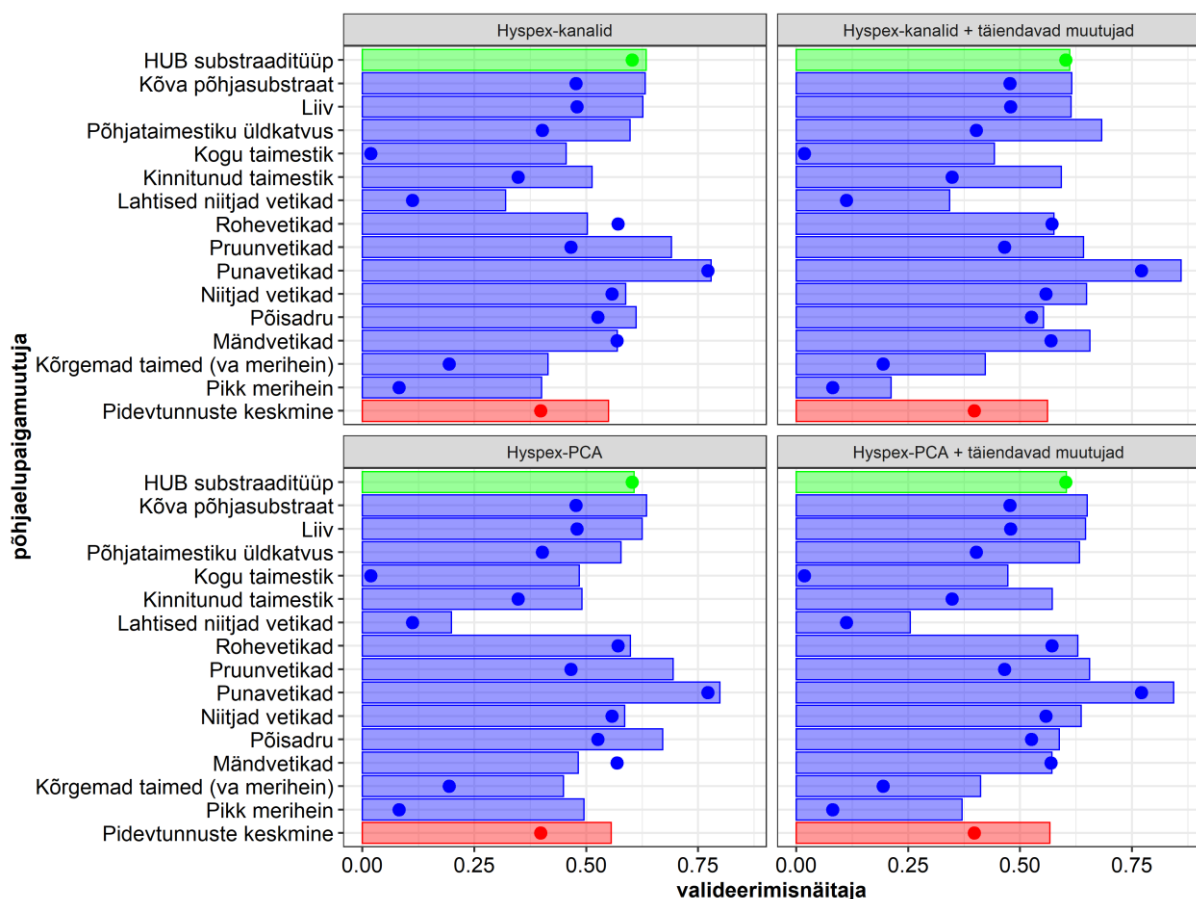 Hyspex-kanalid
Hyspex-kanalid + täiendavad muutujad
HUB substraaditüüp
Kõva põhjasubstraat
Liiv
Põhjataimestiku üldkatvus
Kogu taimestik
Kinnitunud taimestik
Lahtised niitjad vetikad
Rohevetikad
Pruunvetikad
Punavetikad
Niitjad vetikad
Põisadru
Mändvetikad
Kõrgemad taimed (va merihein)
Pikk merihein
Pidevtunnuste keskmine
põhjaelupaigamuutuja
Hyspex-PCA
Hyspex-PCA + täiendavad muutujad
HUB substraaditüüp
Kõva põhjasubstraat
Liiv
Põhjataimestiku üldkatvus
Kogu taimestik
Kinnitunud taimestik
Lahtised niitjad vetikad
Rohevetikad
Pruunvetikad
Punavetikad
Niitjad vetikad
Põisadru
Mändvetikad
Kõrgemad taimed (va merihein)
Pikk merihein
Pidevtunnuste keskmine
0.00 0.25 0.50 0.75 0.00 0.25 0.50 0.75
valideerimisnäitaja